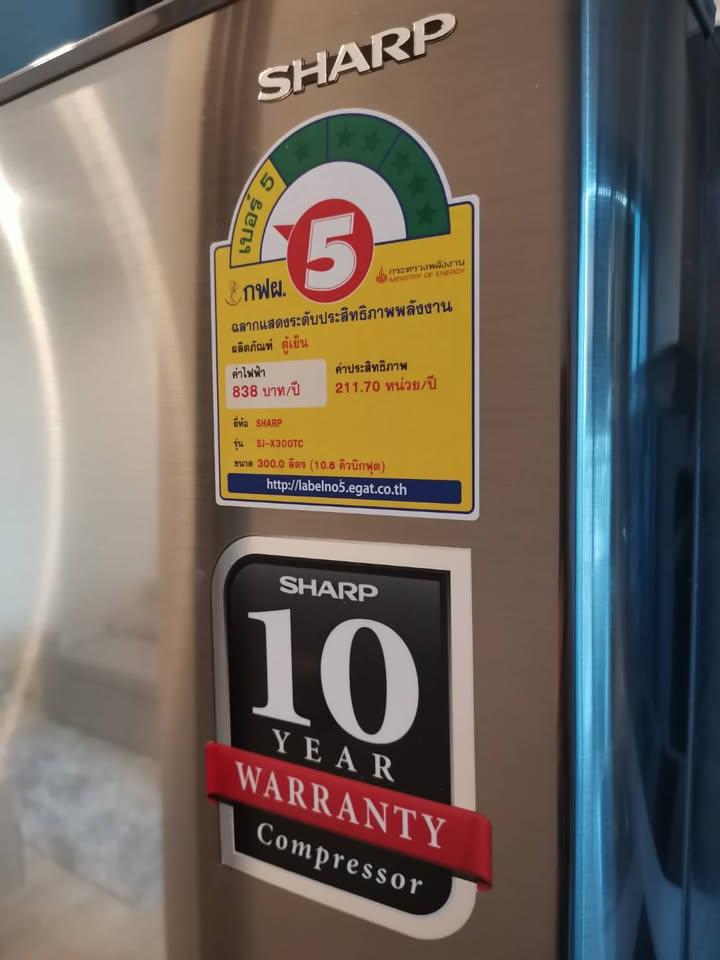 SHARP
เบอร์ 5
5
กฟผ.
กระทรวงพลังงาน
MINISTRY OF ENERGY
ฉลากแสดงระดับประสิทธิภาพพลังงาน
ผลิตภัณฑ์ ตู้เย็น
ค่าไฟฟ้า
838 บาท/ปี
ค่าประสิทธิภาพ
211.70 หน่วย/ปี
ยี่ห้อ SHARP
รุ่น SJ-X300TC
ขนาด 300.0 ลิตร (10.6 คิวบิกฟุต)
http://labelno5.egat.co.th
SHARP
10
YEAR
WARRANTY
Compressor